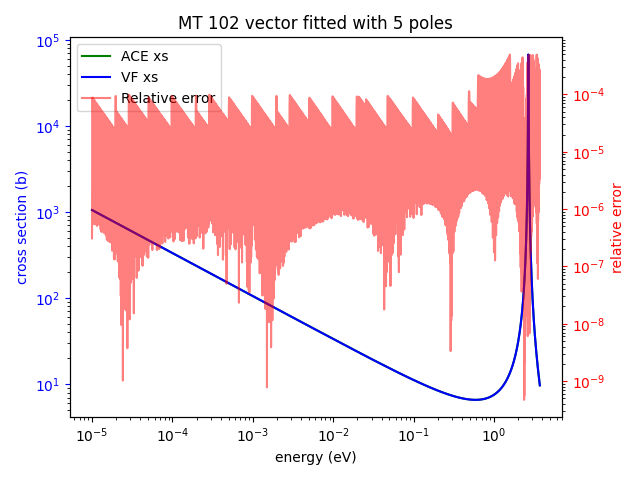 MT 102 vector fitted with 5 poles
ACE xs
VF xs
Relative error
cross section (b)
10^5
10^4
10^3
10^2
10^1
relative error
10^-4
10^-5
10^-6
10^-7
10^-8
10^-9
10^-5 10^-4 10^-3 10^-2 10^-1 10^0
energy (eV)